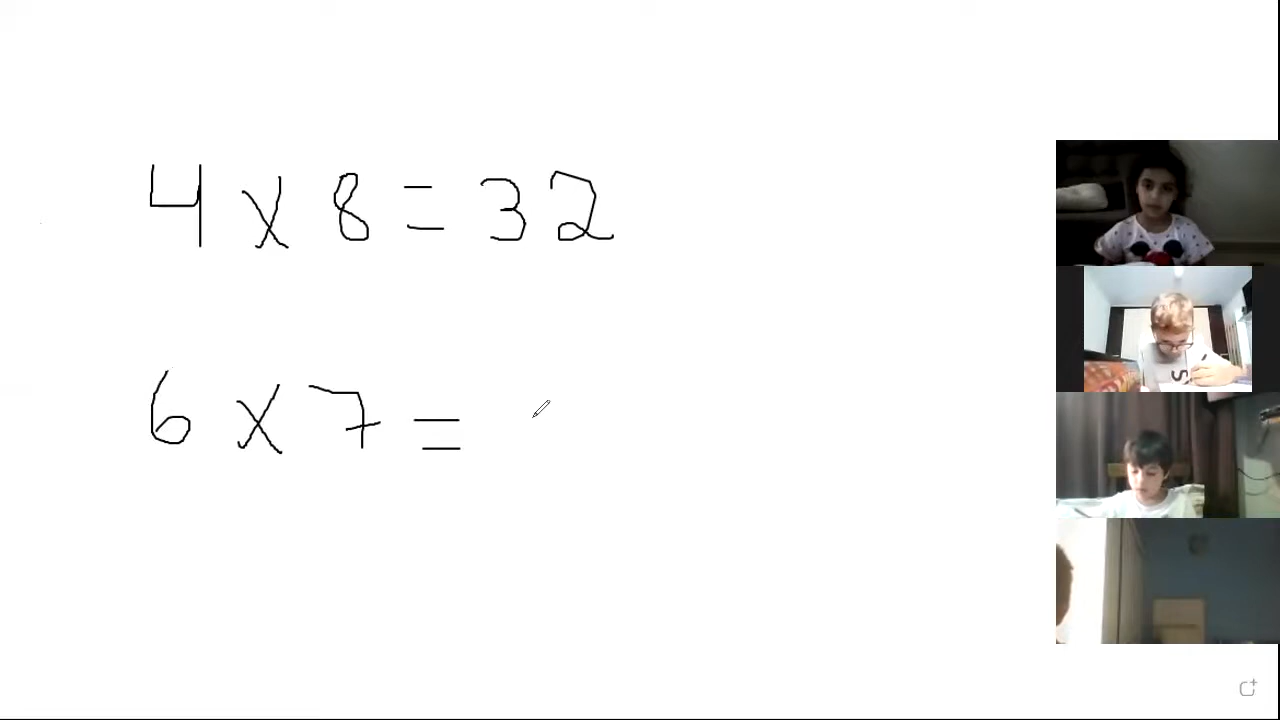 4 x 8 = 32
6 x 7 =
S